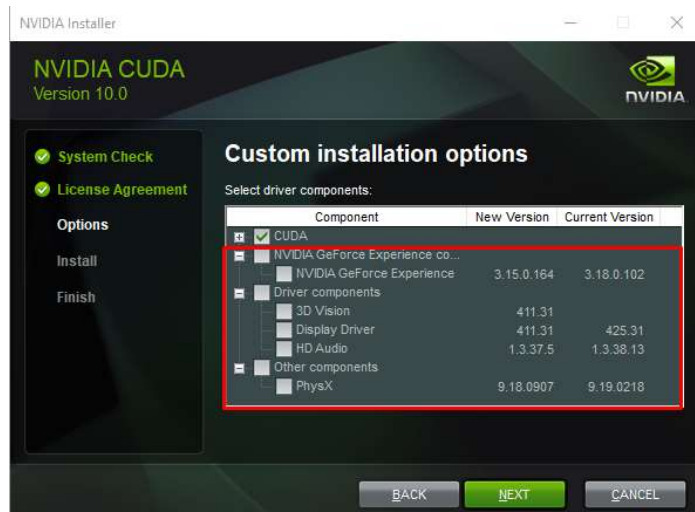 NVIDIA Installer
NVIDIA CUDA
Version 10.0
NVIDIA.
System Check
License Agreement
Options
Install
Finish
Custom installation options
Select driver components:
Component New Version Current Version
CUDA
NVIDIA GeForce Experience co...
NVIDIA GeForce Experience 3.15.0.164 3.18.0.102
Driver components
3D Vision 411.31
Display Driver 411.31 425.31
HD Audio 1.3.37.5 1.3.38.13
Other components
PhysX 9.18.0907 9.19.0218
BACK NEXT CANCEL